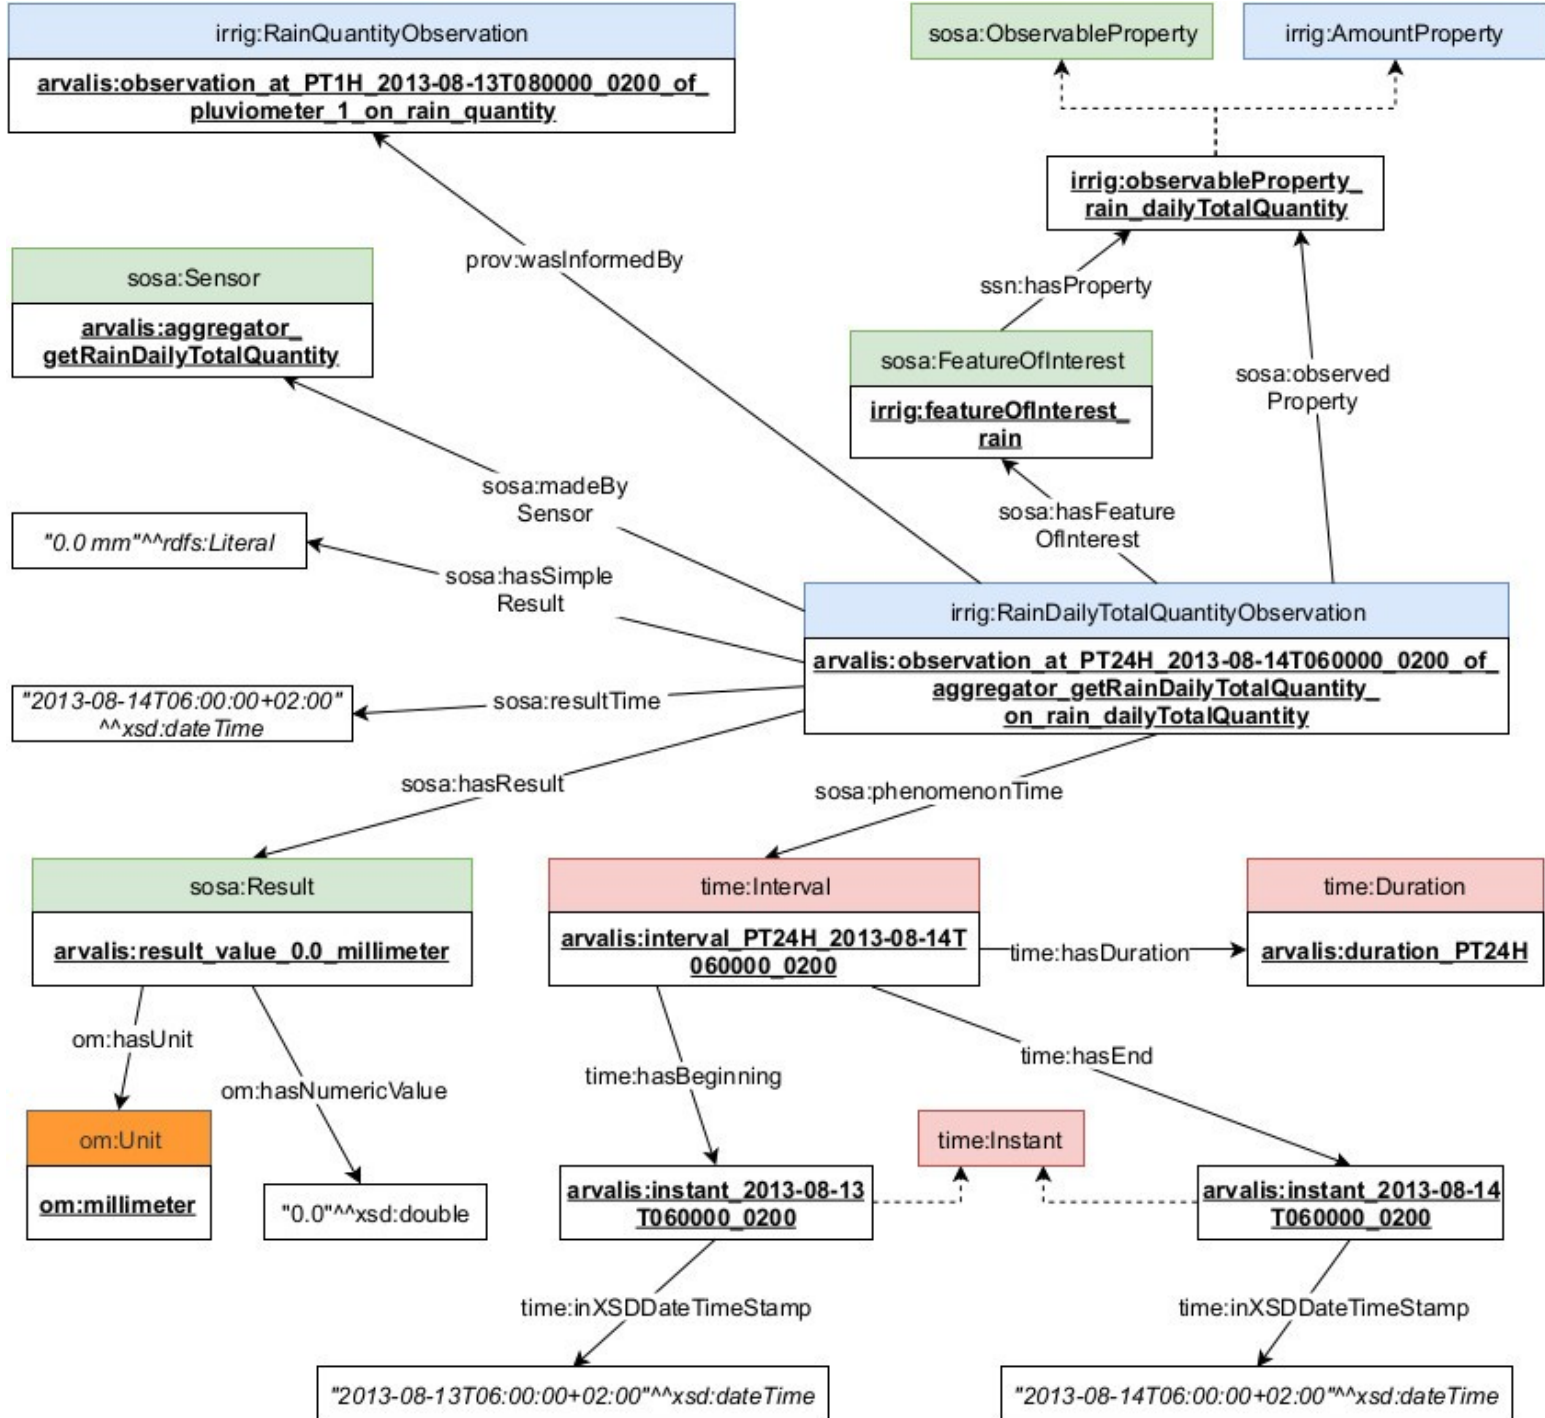 irrig:RainQuantityObservation
arvalis:observation_at_PT1H_2013-08-13T080000_0200_of_
pluviometer_1_on_rain_quantity
sosa:ObservableProperty
irrig:AmountProperty
irrig:observableProperty_
rain_dailyTotalQuantity
prov:wasInformedBy
ssn:hasProperty
sosa:Sensor
arvalis:aggregator_
getRainDailyTotalQuantity
sosa:FeatureOfInterest
irrig:featureOfInterest_
rain
sosa:observed
Property
sosa:madeBy
Sensor
sosa:hasFeature
OfInterest
"0.0 mm"^^rdfs:Literal
sosa:hasSimple
Result
irrig:RainDailyTotalQuantityObservation
arvalis:observation_at_PT24H_2013-08-14T060000_0200_of_
aggregator_getRainDailyTotalQuantity_
on_rain_dailyTotalQuantity
"2013-08-14T06:00:00+02:00"
^^xsd:dateTime
sosa:resultTime
sosa:hasResult
sosa:phenomenonTime
sosa:Result
arvalis:result_value_0.0_millimeter
time:Interval
arvalis:interval_PT24H_2013-08-14T
060000_0200
time:hasDuration
time:Duration
arvalis:duration_PT24H
om:hasUnit
om:hasNumericValue
time:hasBeginning
time:hasEnd
om:Unit
om:millimeter
"0.0"^^xsd:double
time:Instant
arvalis:instant_2013-08-13
T060000_0200
arvalis:instant_2013-08-14
T060000_0200
time:inXSDDateTimeStamp
time:inXSDDateTimeStamp
"2013-08-13T06:00:00+02:00"^^xsd:dateTime
"2013-08-14T06:00:00+02:00"^^xsd:dateTime